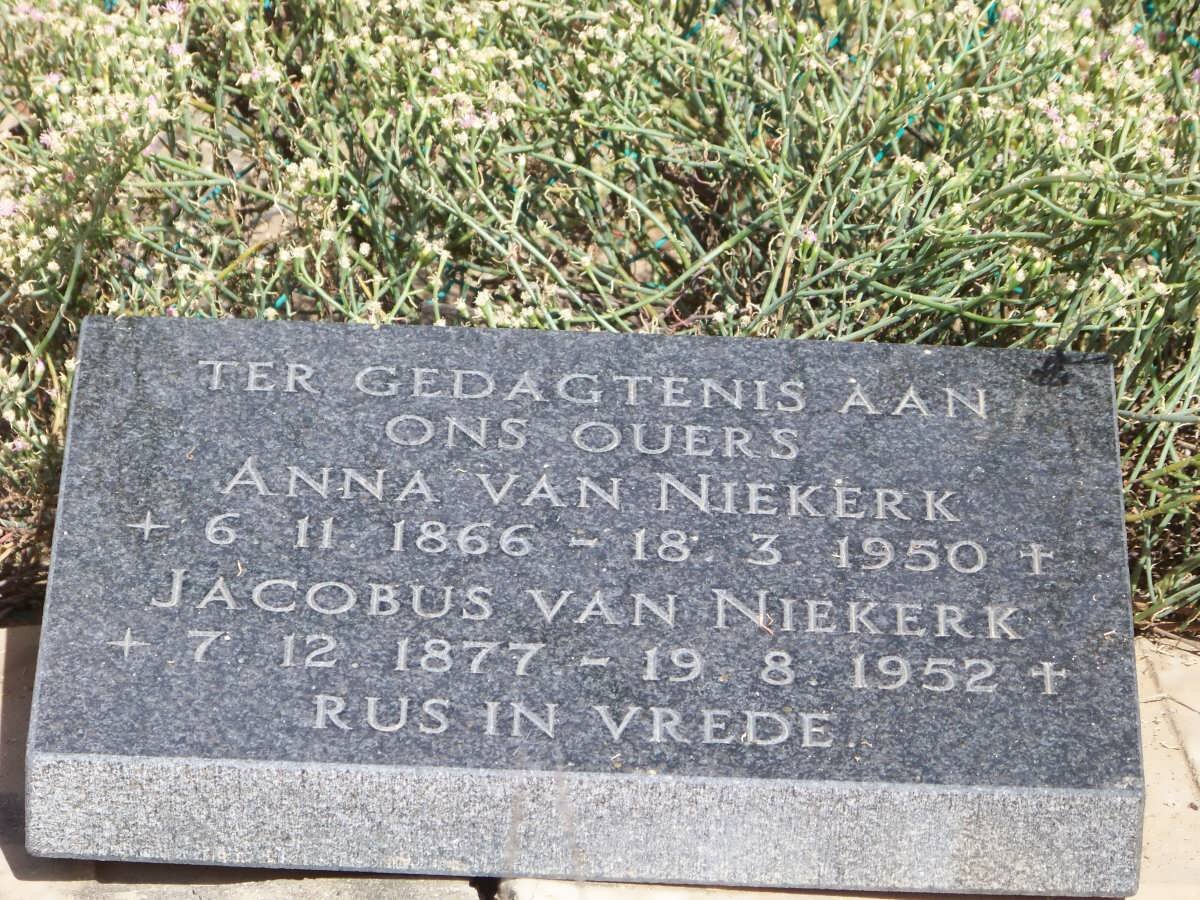 TER GEDAGTENIS AAN
ONS OUERS
ANNA VAN NIEKERK
+ 6. 11. 1866 - 18. 3. 1950 †
JACOBUS VAN NIEKERK
+ 7. 12. 1877 - 19. 8. 1952 †
RUS IN VREDE.